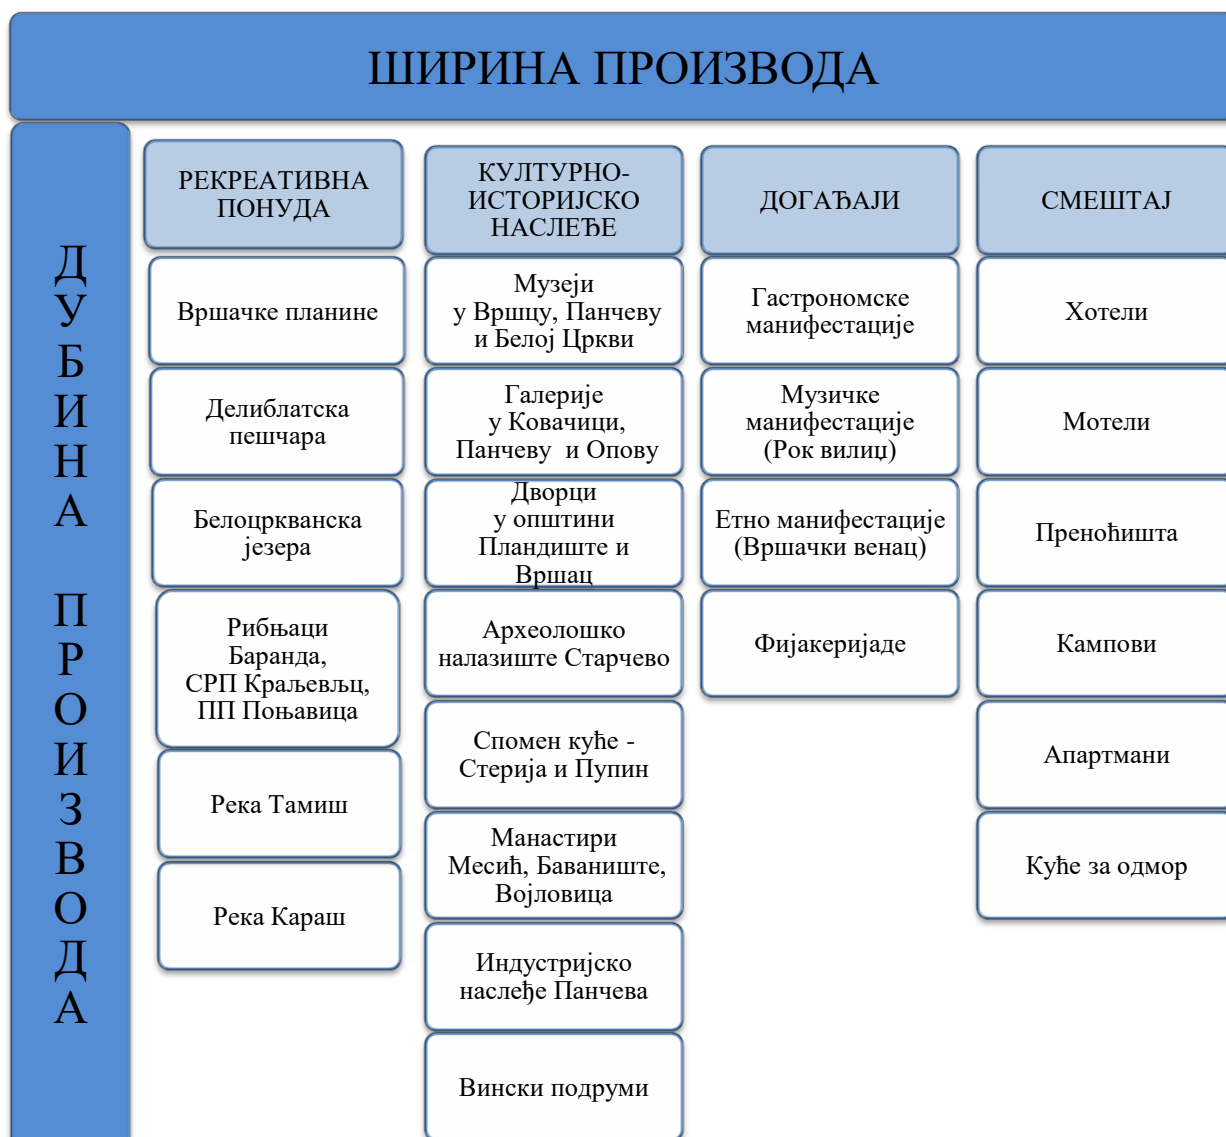 ШИРИНА ПРОИЗВОДА
ДУБИНА ПРОИЗВОДА
РЕКРЕАТИВНА
ПОНУДА
Вршачке планине
Делиблатска
пешчара
Белоцркванска
језера
Рибњаци
Баранда,
СРП Краљевљц,
ПП Поњавица
Река Тамиш
Река Караш
КУЛТУРНО-
ИСТОРИЈСКО
НАСЛЕЂЕ
Музеји
у Вршцу, Панчеву
и Белој Цркви
Галерије
у Ковачици,
Панчеву и Опову
Дворци
у општини
Пландиште и
Вршац
Археолошко
налазиште Старчево
Спомен куће -
Стерија и Пупин
Манастири
Месић, Баваниште,
Војловица
Индустријско
наслеђе Панчева
Вински подруми
ДОГАЂАЈИ
Гастрономске
манифестације
Музичке
манифестације
(Рок вилиџ)
Етно манифестације
(Вршачки венац)
Фијакеријаде
СМЕШТАЈ
Хотели
Мотели
Преноћишта
Кампови
Апартмани
Куће за одмор